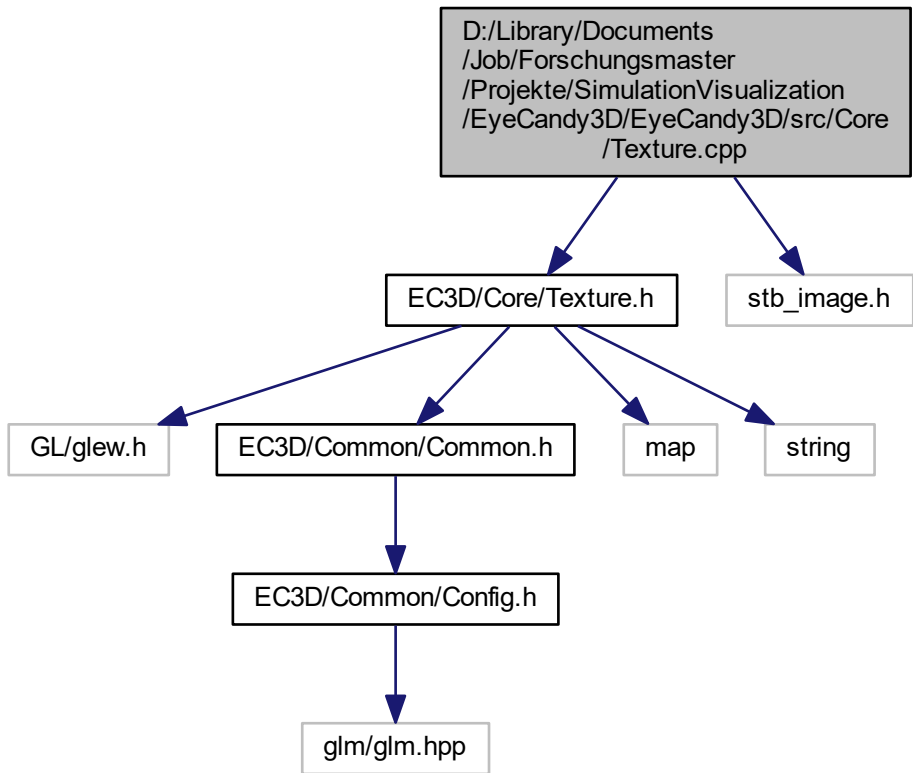 D:/Library/Documents
/Job/Forschungsmaster
/Projekte/SimulationVisualization
/EyeCandy3D/EyeCandy3D/src/Core
/Texture.cpp
EC3D/Core/Texture.h
stb_image.h
GL/glew.h
EC3D/Common/Common.h
map
string
EC3D/Common/Config.h
glm/glm.hpp